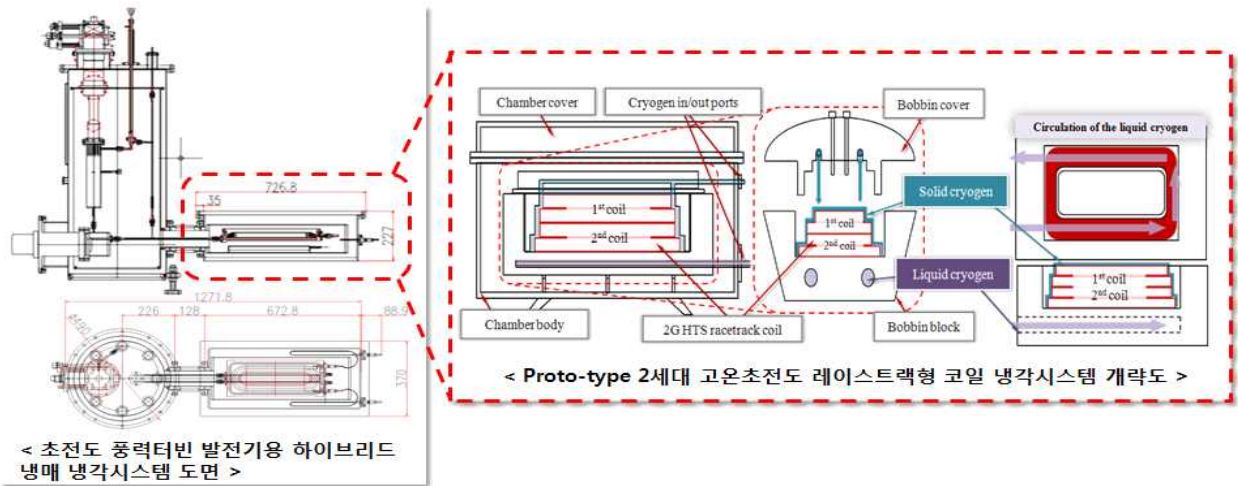 726.8
35
227
1271.8
226
128
672.8
88.9
370
< 초전도 풍력터빈 발전기용 하이브리드
냉매 냉각시스템 도면 >
Chamber cover
Cryogen in/out ports
Bobbin cover
Circulation of the liquid cryogen
1st coil
2nd coil
1st coil
2nd coil
Solid cryogen
Liquid cryogen
1st coil
2nd coil
Chamber body
2G HTS racetrack coil
Bobbin block
< Proto-type 2세대 고온초전도 레이스트랙형 코일 냉각시스템 개략도 >